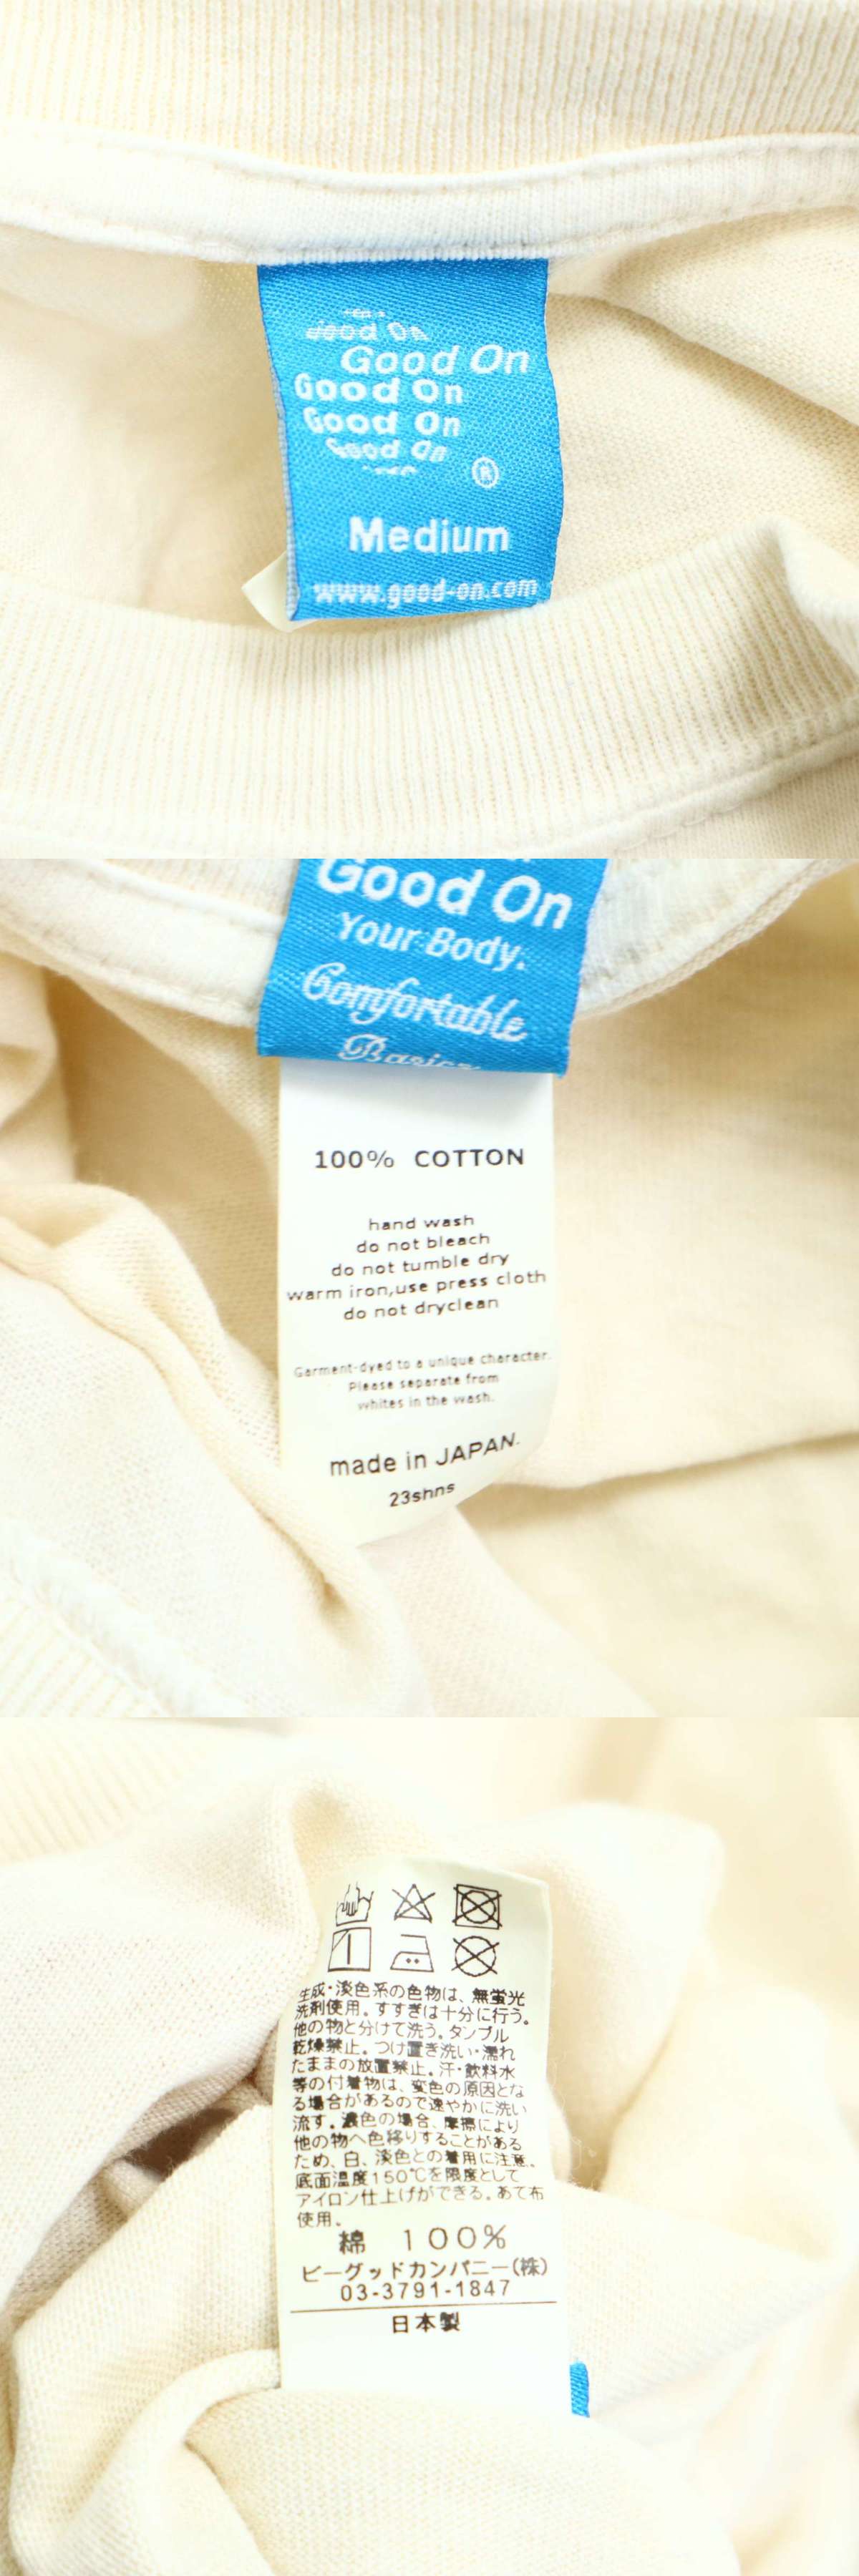 Good On
Good On
Good On
Good On
Good On
®
Medium
www.good-on.com
Good On
Your Body.
Comfortable
Basics
100% COTTON
hand wash
do not bleach
do not tumble dry
warm iron,use press cloth
do not dryclean
Garment-dyed to a unique character.
Please separate from
whites in the wash.
made in JAPAN.
23shns
生成・淡色系の色物は、無蛍光
洗剤使用。すすぎは十分に行う。
他の物と分けて洗う。タンブル
乾燥禁止。つけ置き洗い・濡れ
たままの放置禁止。汗・飲料水
等の付着物は、変色の原因とな
る場合があるので速やかに洗い
流す。濃色の場合、摩擦により
他の物へ色移りすることがある
ため、白、淡色との着用に注意。
底面温度150℃を限度として
アイロン仕上げができる。あて布
使用。
綿 100%
ビーグッドカンパニー(株)
03-3791-1847
日本製